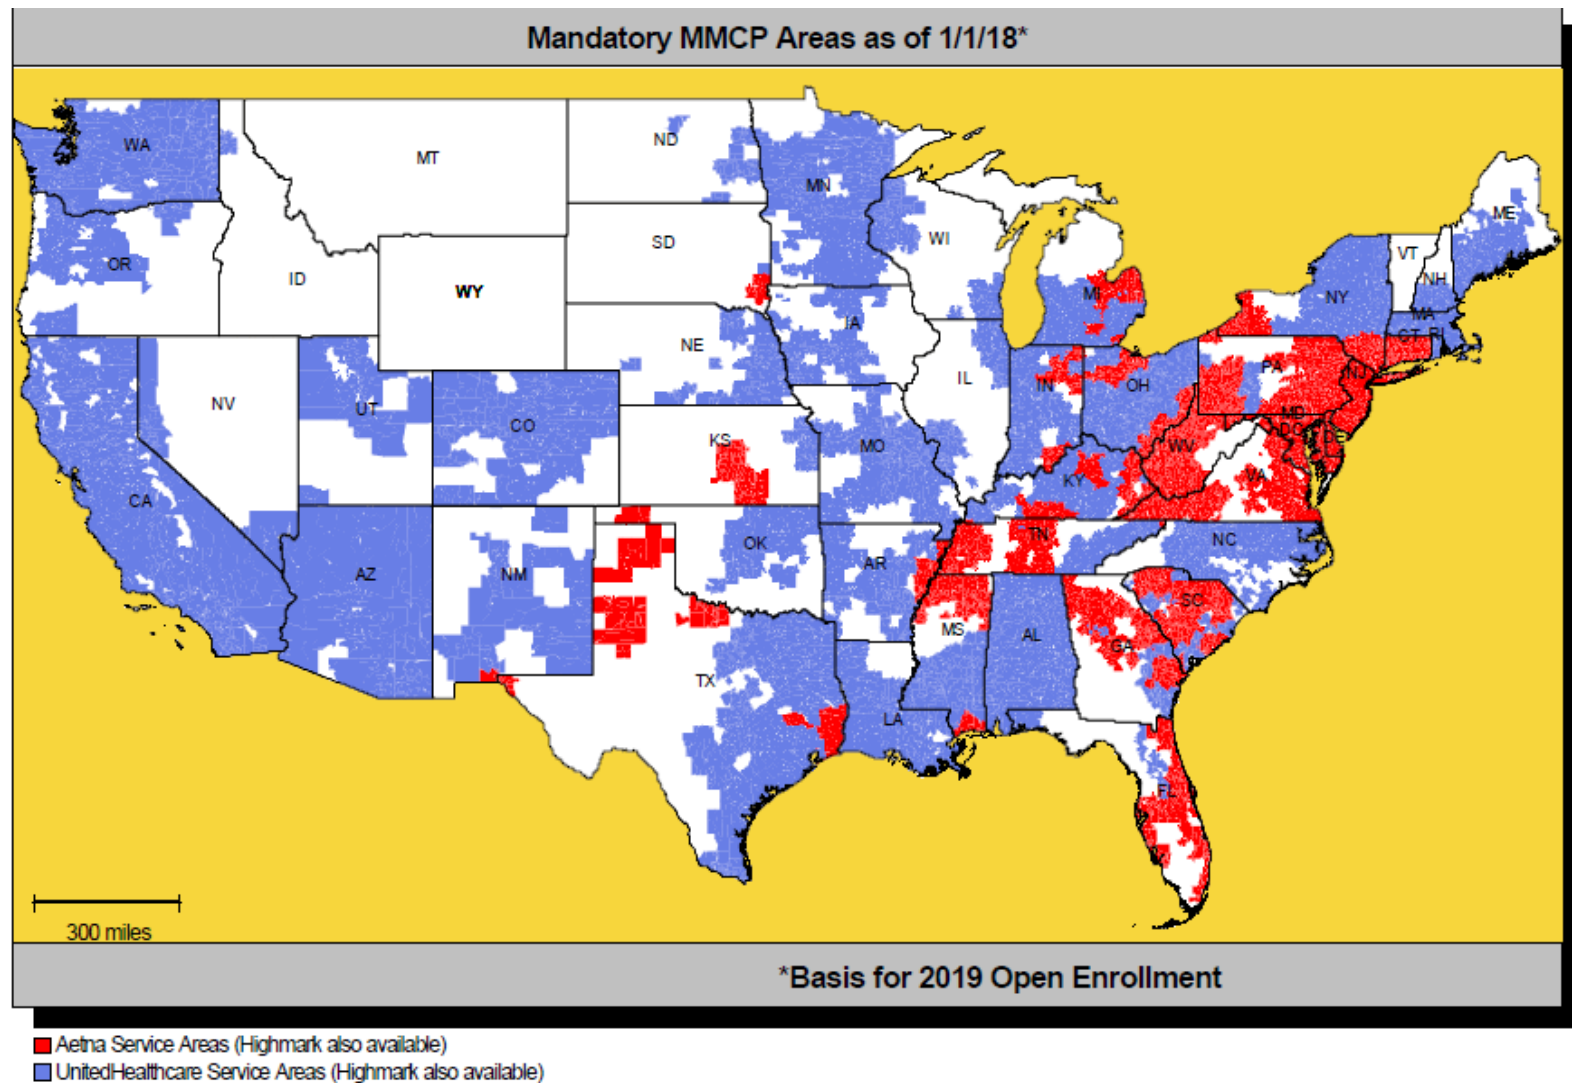 Mandatory MMCP Areas as of 1/1/18*
WA
MT
ND
MN
ME
OR
ID
SD
WI
VT
NH
WY
MI
NY
MA
CT
RI
IA
NE
NV
UT
CO
IL
IN
OH
PA
NJ
MD
DC
DE
KS
MO
WV
KY
VA
CA
AZ
NM
OK
AR
TN
NC
SC
MS
AL
GA
TX
LA
FL
300 miles
*Basis for 2019 Open Enrollment
Aetna Service Areas (Highmark also available)
UnitedHealthcare Service Areas (Highmark also available)